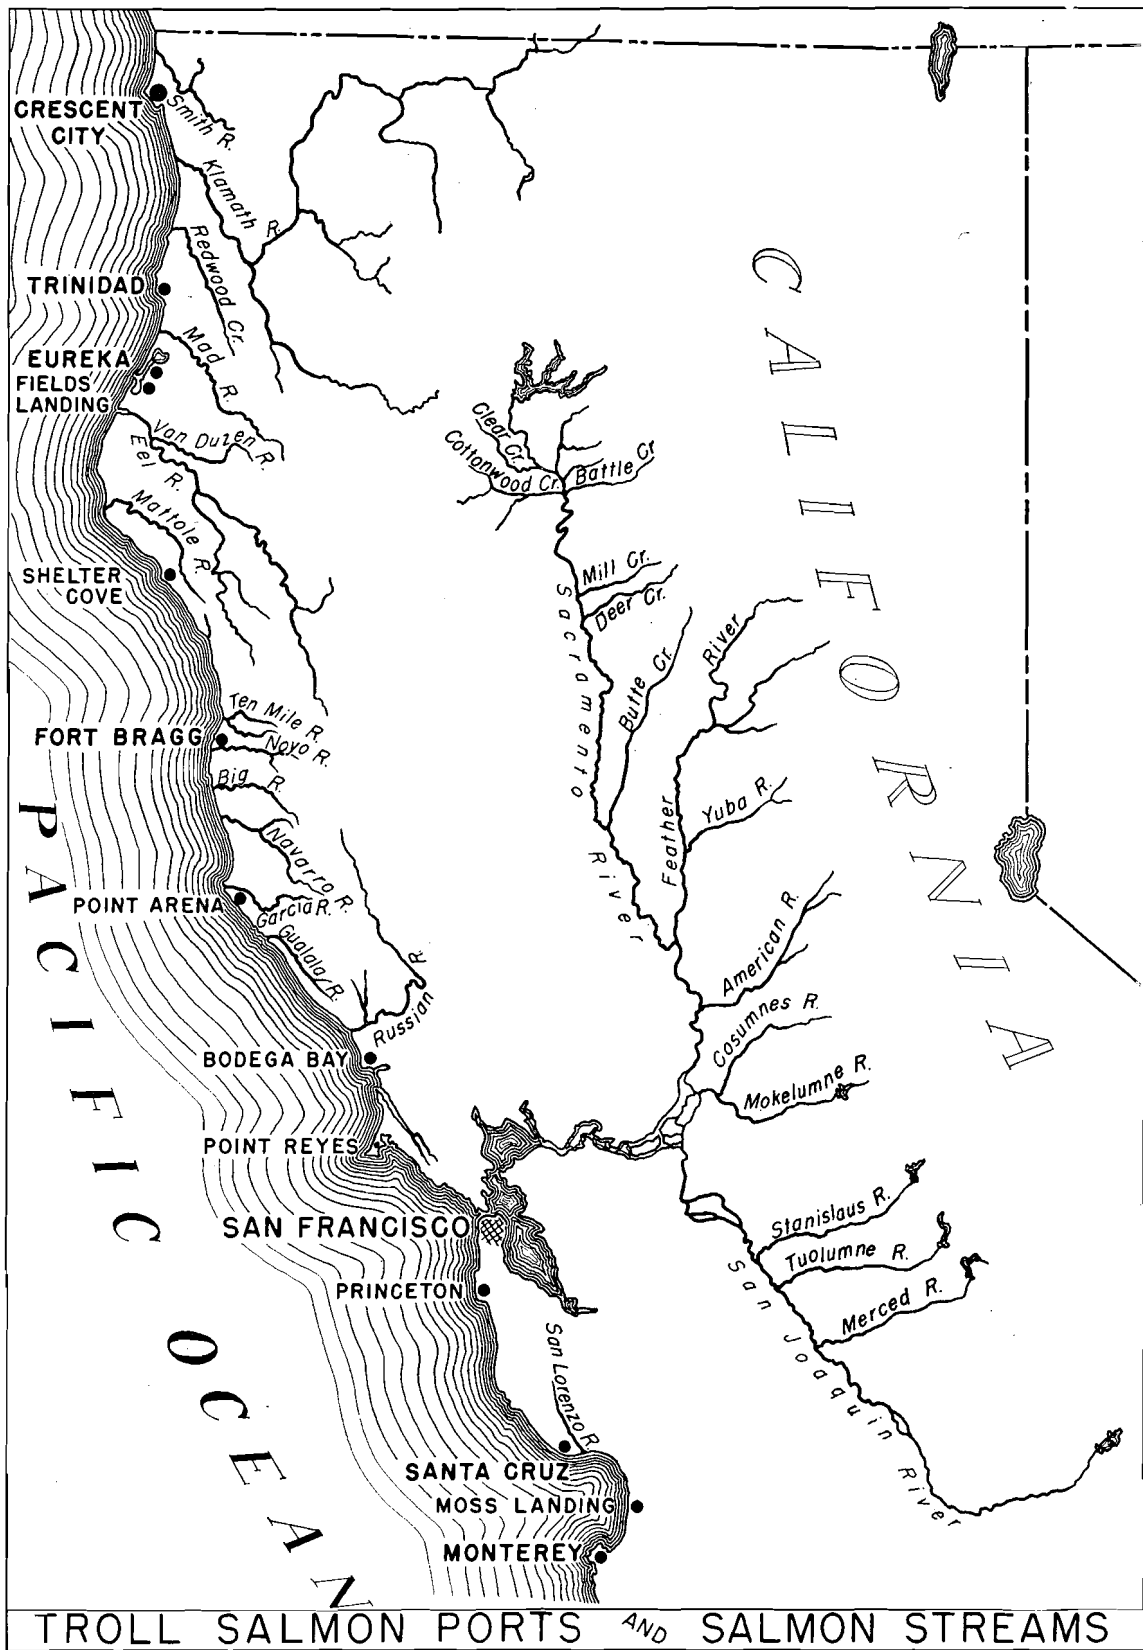 CRESCENT
CITY
Smith R.
Klamath R.
Redwood Cr.
TRINIDAD
Mad R.
EUREKA
FIELDS
LANDING
Van Duzen R.
Eel R.
Mattole R.
SHELTER
COVE
Clear Cr.
Cottonwood Cr.
Battle Cr
Mill Cr.
Deer Cr.
Butte Cr.
Sacramento River
Feather River
Yuba R.
CALIFORNIA
Ten Mile R.
FORT BRAGG
Noyo R.
Big R.
Navarro R.
POINT ARENA
Garcia R.
Gualala R.
Russian R.
American R.
Cosumnes R.
Mokelumne R.
BODEGA BAY
POINT REYES
SAN FRANCISCO
PRINCETON
Stanislaus R.
Tuolumne R.
Merced R.
San Joaquin River
San Lorenzo R.
SANTA CRUZ
MOSS LANDING
MONTEREY
PACIFIC OCEAN
TROLL SALMON PORTS AND SALMON STREAMS